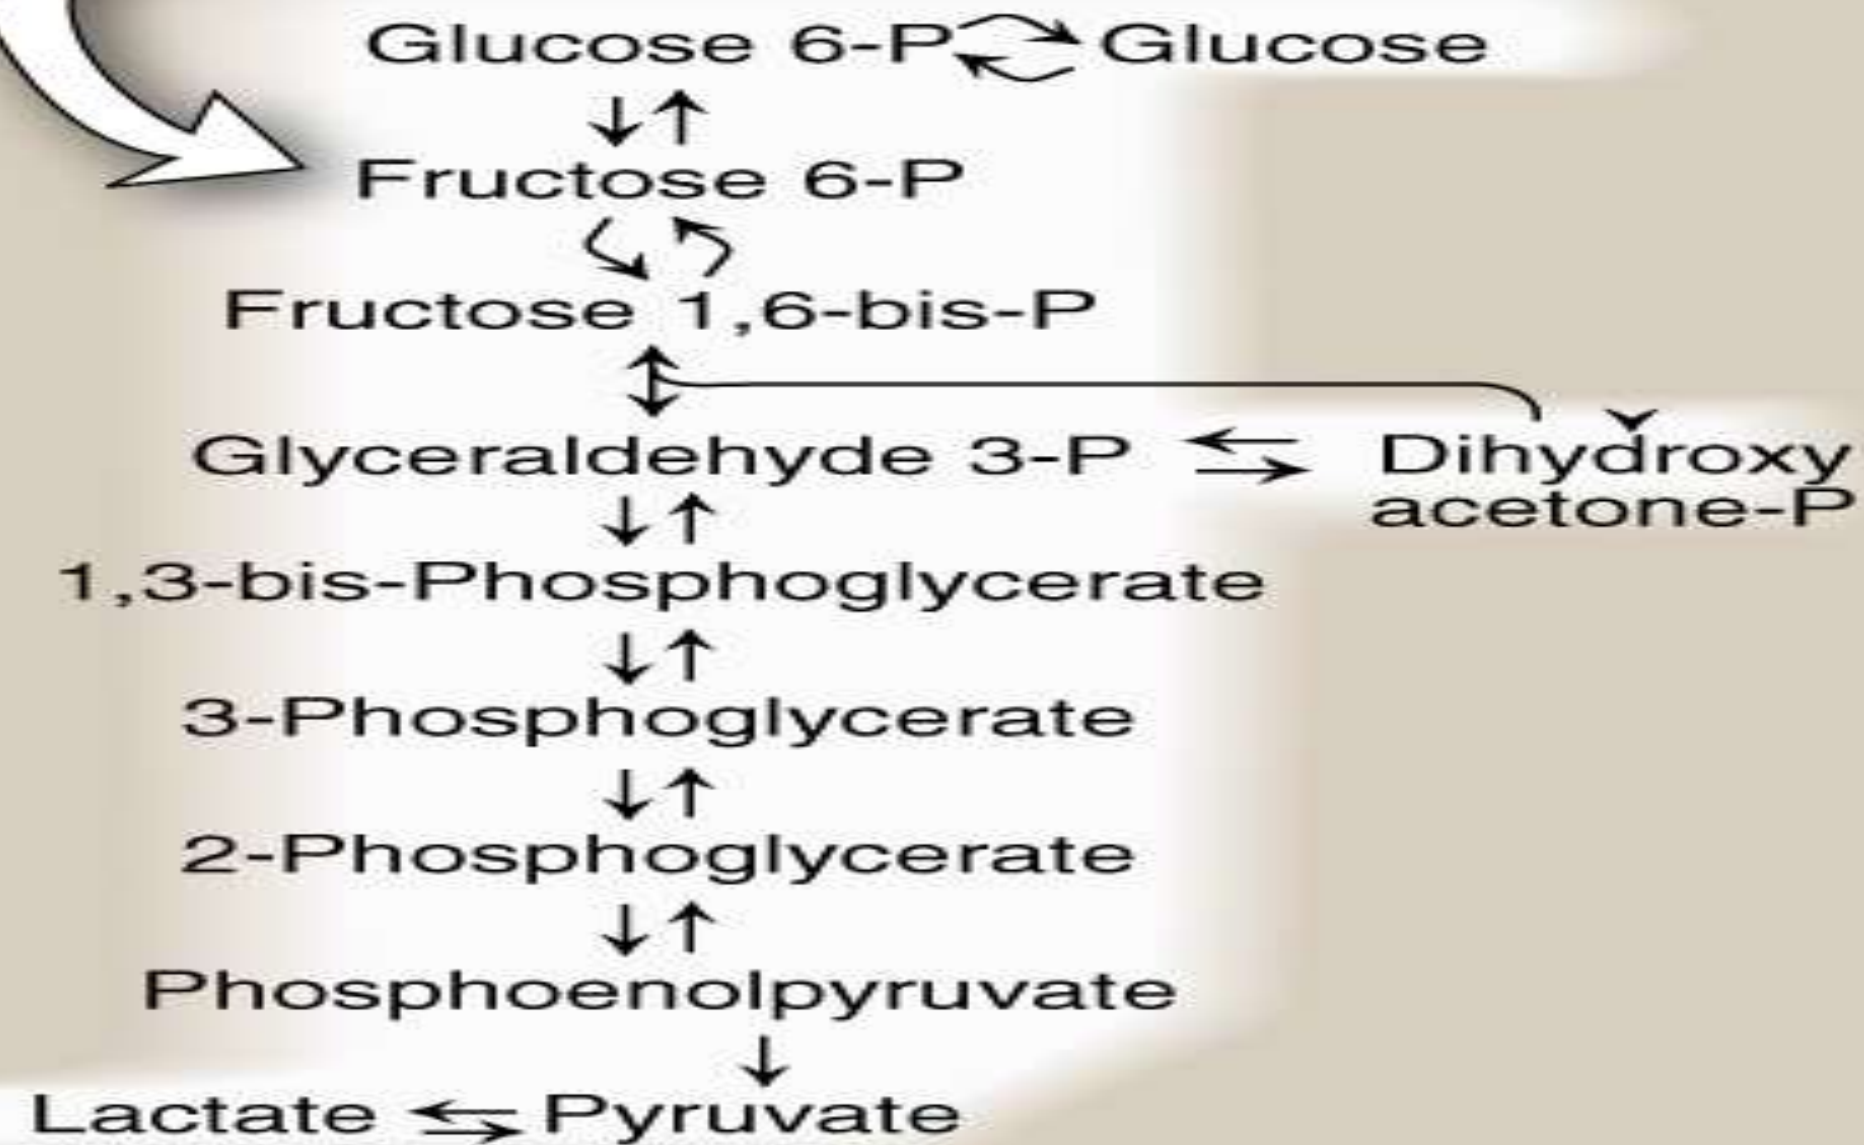 Glucose 6-P Glucose
Fructose 6-P
Fructose 1,6-bis-P
Glyceraldehyde 3-P Dihydroxy
acetone-P
1,3-bis-Phosphoglycerate
3-Phosphoglycerate
2-Phosphoglycerate
Phosphoenolpyruvate
Lactate Pyruvate